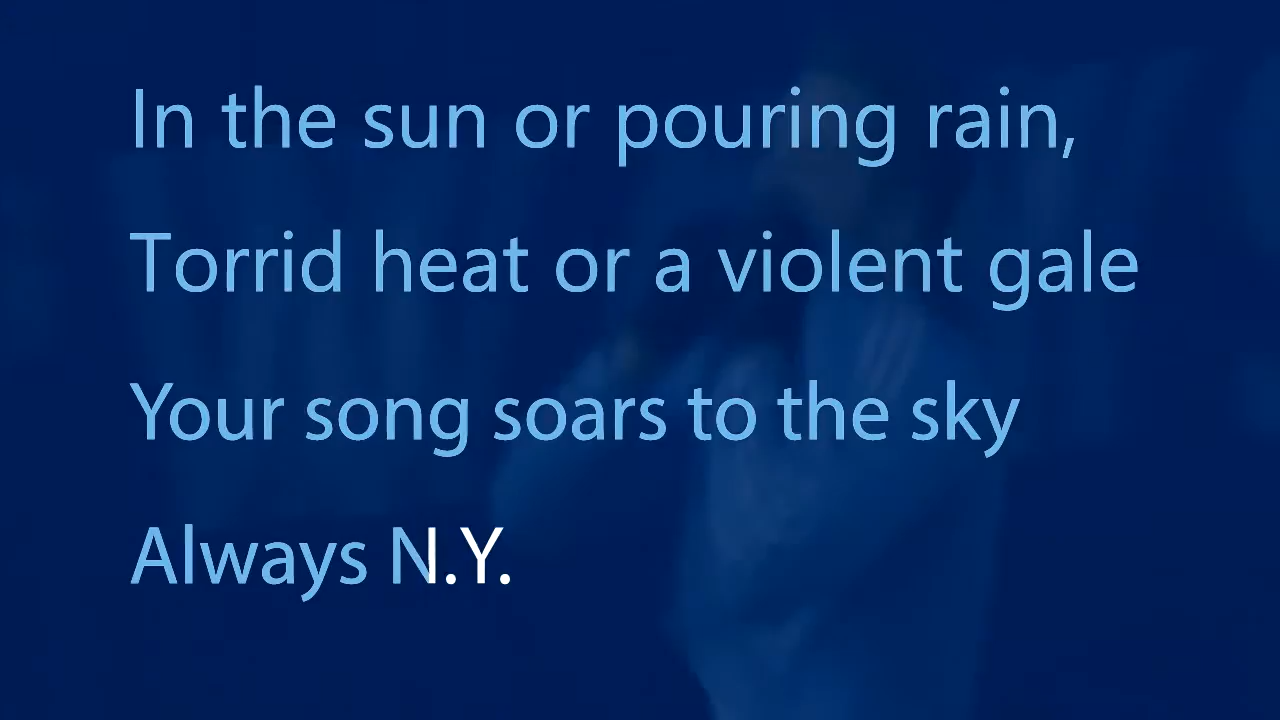 In the sun or pouring rain,
Torrid heat or a violent gale
Your song soars to the sky
Always N.Y.